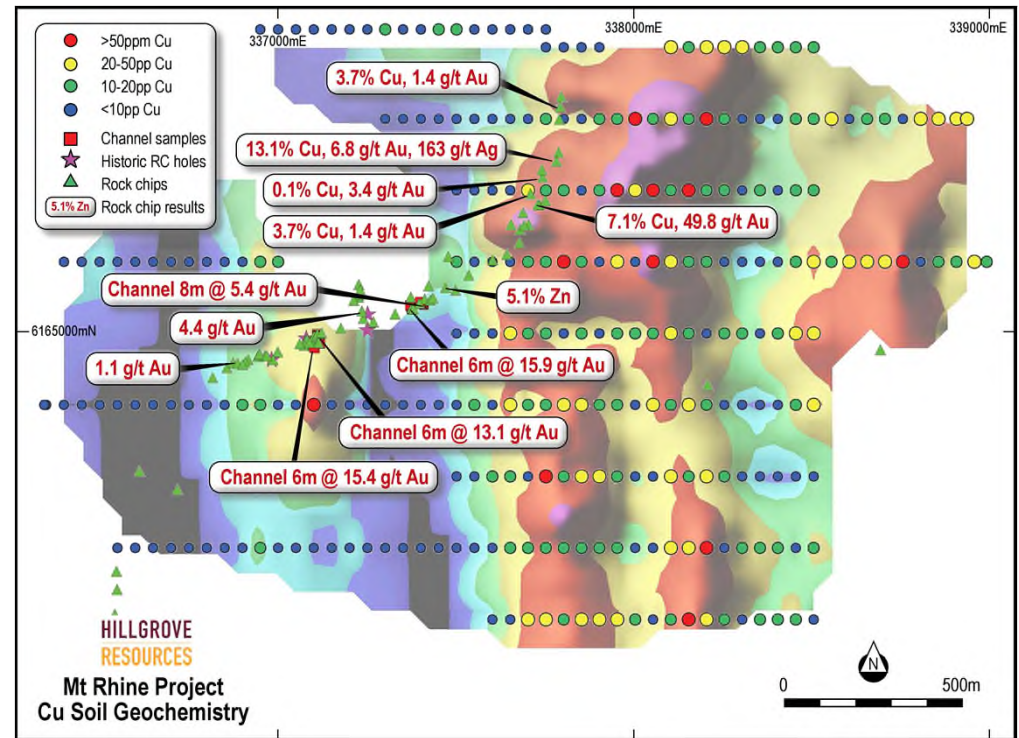 337000mE
338000mE
339000mE
>50ppm Cu
20-50pp Cu
10-20pp Cu
<10pp Cu
Channel samples
Historic RC holes
Rock chips
5.1% Zn Rock chip results
3.7% Cu, 1.4 g/t Au
13.1% Cu, 6.8 g/t Au, 163 g/t Ag
0.1% Cu, 3.4 g/t Au
3.7% Cu, 1.4 g/t Au
7.1% Cu, 49.8 g/t Au
Channel 8m @ 5.4 g/t Au
5.1% Zn
4.4 g/t Au
6165000mN
1.1 g/t Au
Channel 6m @ 15.9 g/t Au
Channel 6m @ 13.1 g/t Au
Channel 6m @ 15.4 g/t Au
HILLGROVE
RESOURCES
Mt Rhine Project
Cu Soil Geochemistry
N
0 500m